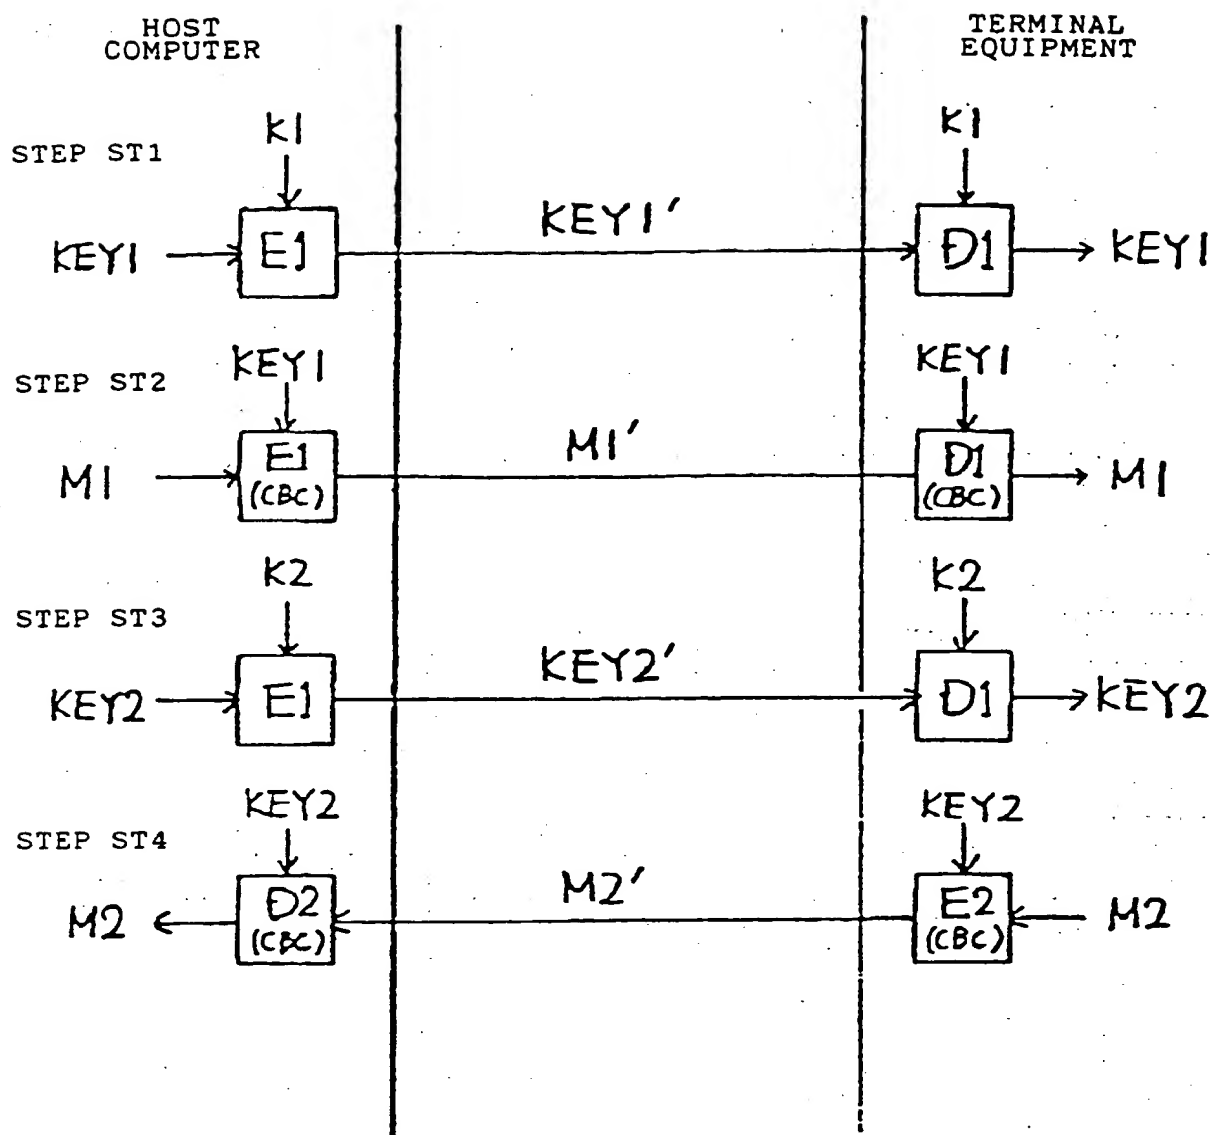 HOST
COMPUTER
TERMINAL
EQUIPMENT
STEP ST1
K1
K1
KEY1
E1
KEY1'
D1
KEY1
STEP ST2
KEY1
KEY1
M1
E1
(CBC)
M1'
D1
(CBC)
M1
STEP ST3
K2
K2
KEY2
E1
KEY2'
D1
KEY2
STEP ST4
KEY2
KEY2
M2
D2
(CBC)
M2'
E2
(CBC)
M2